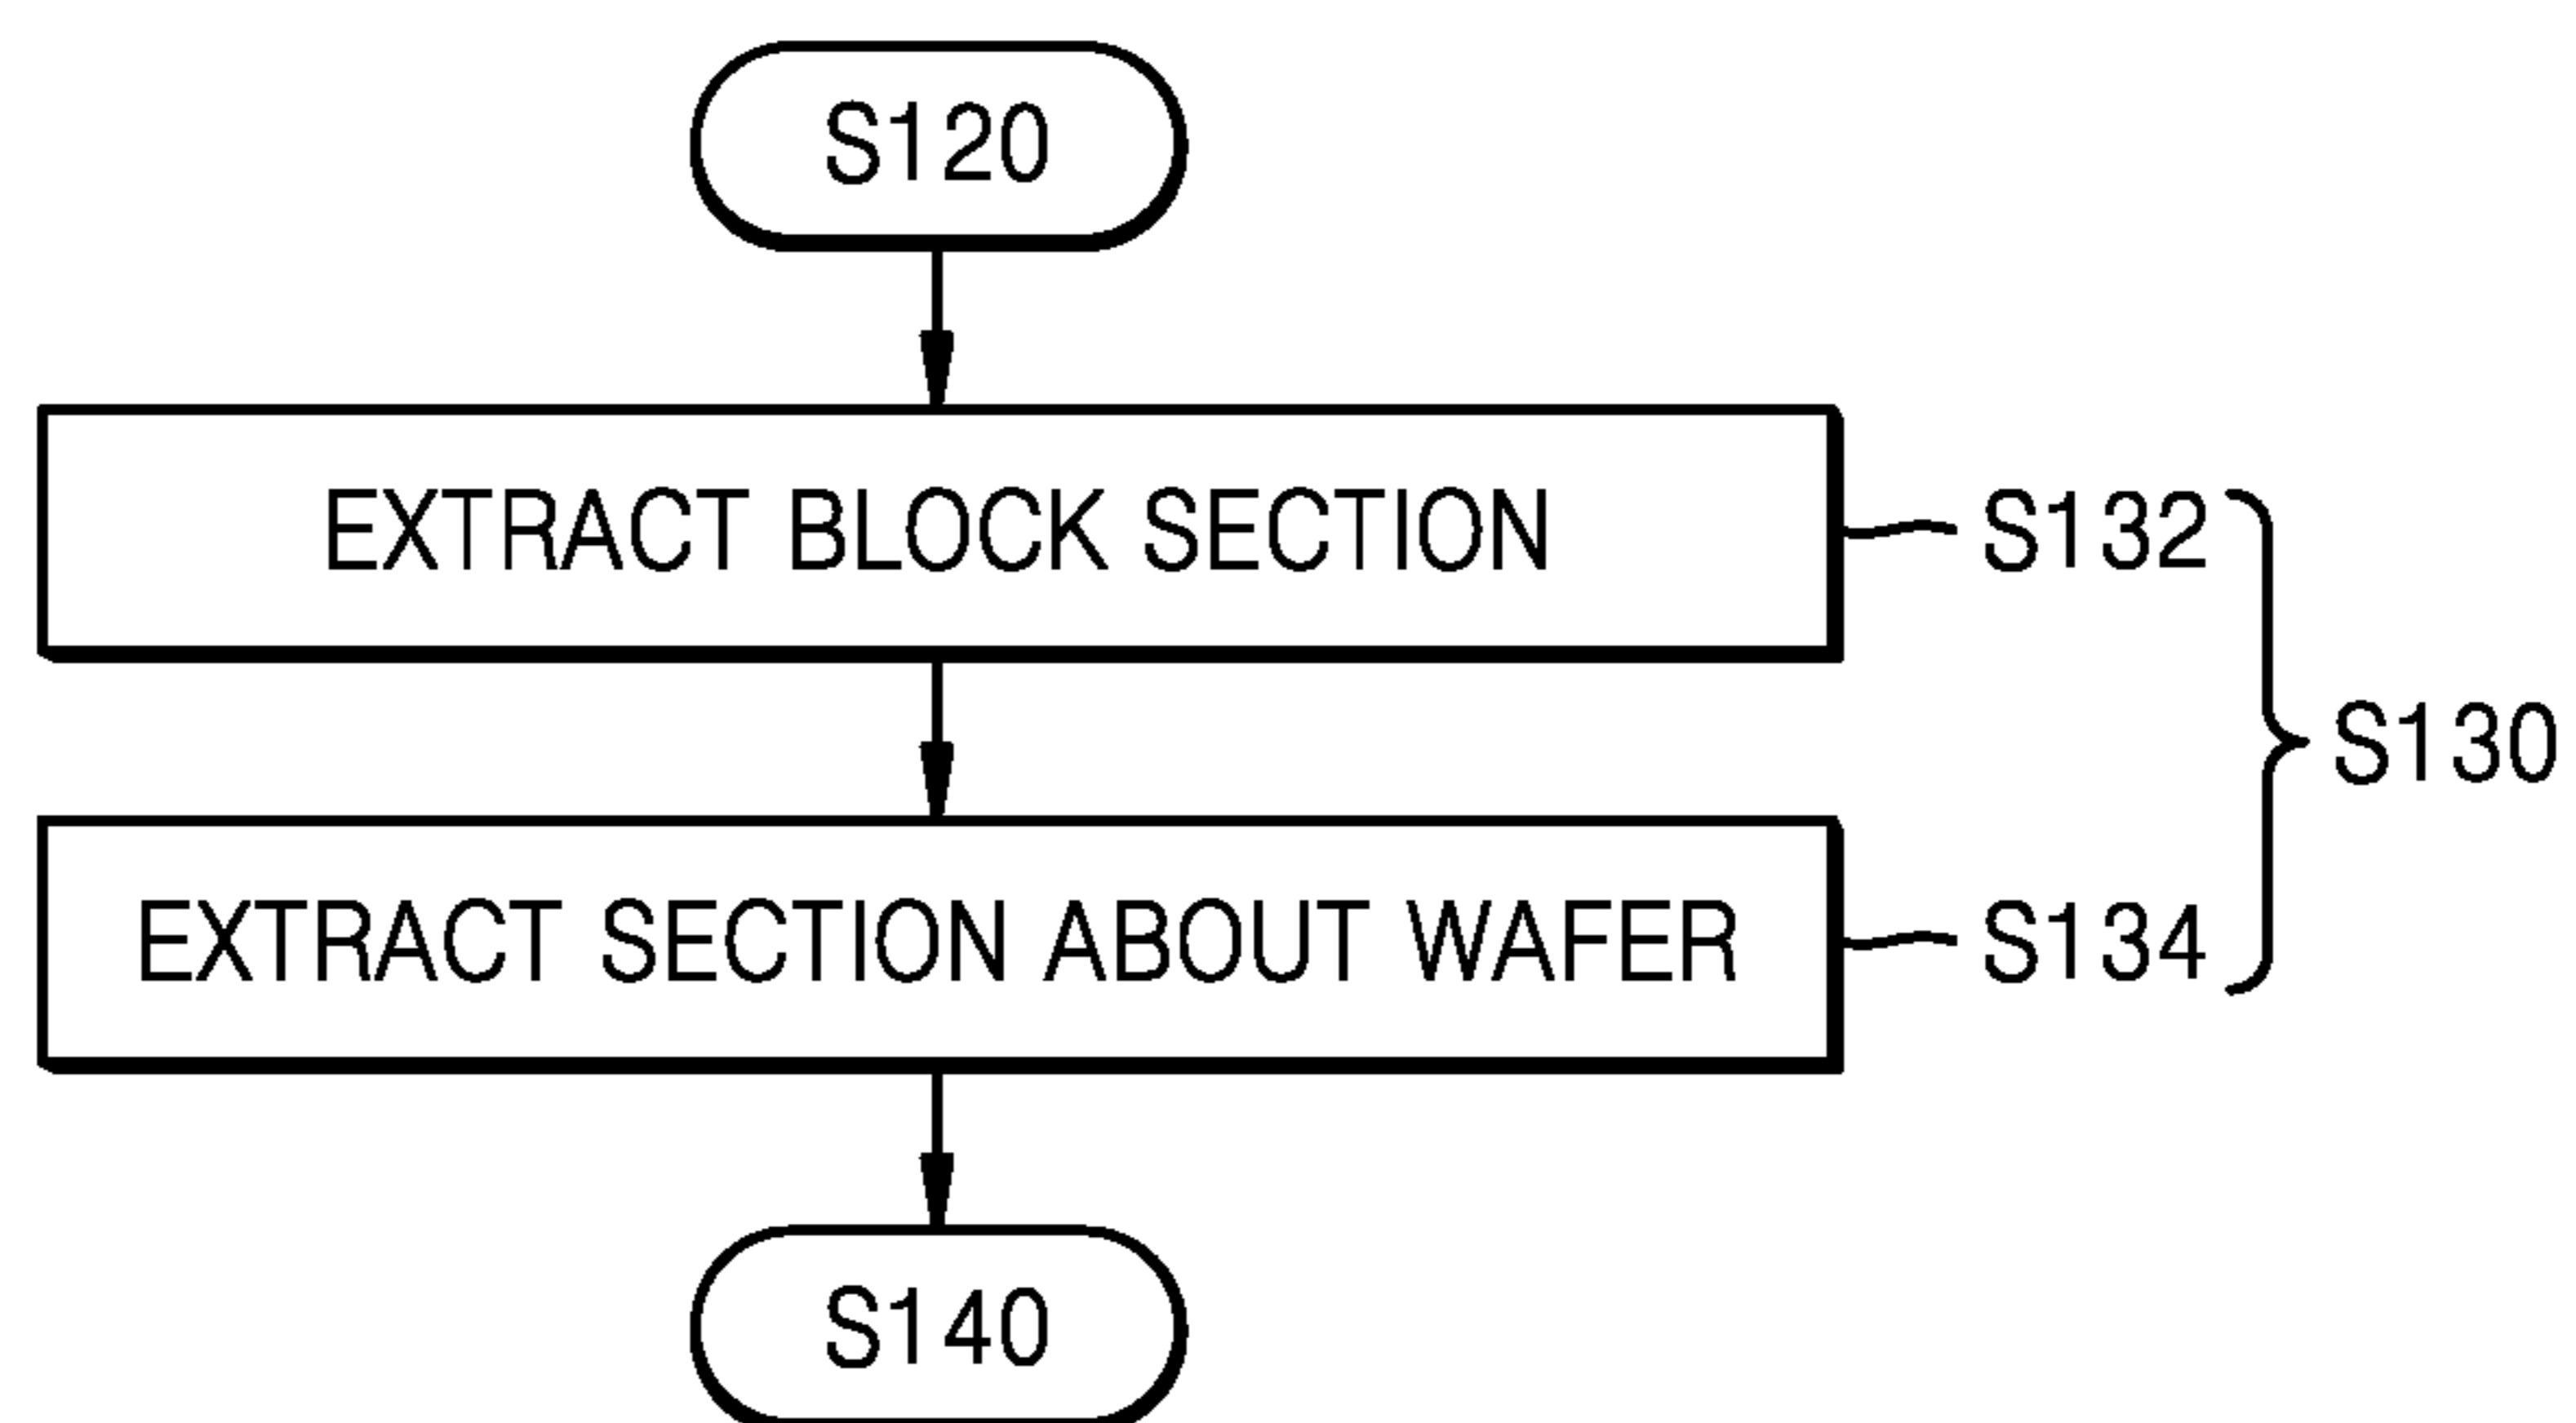 S120
EXTRACT BLOCK SECTION
S132
S130
EXTRACT SECTION ABOUT WAFER
S134
S140